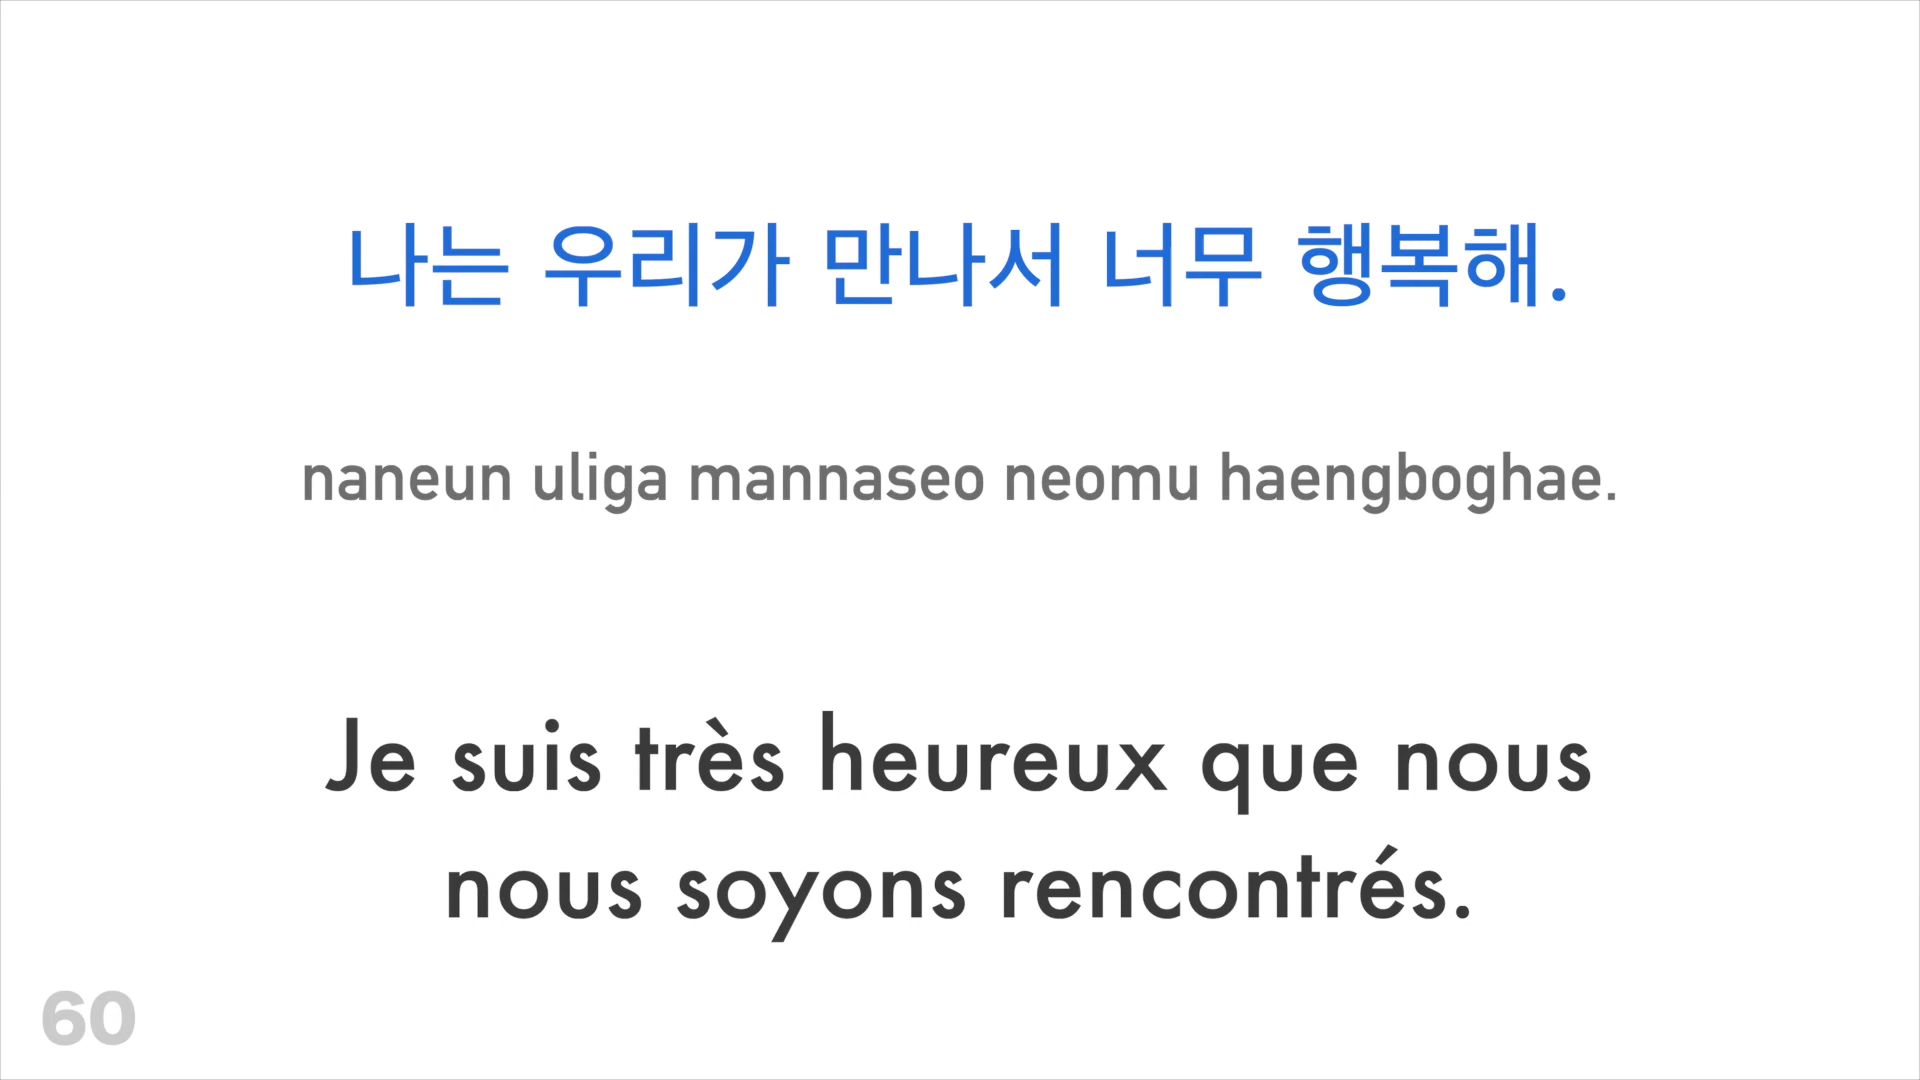 나는 우리가 만나서 너무 행복해.
naneun uliga mannaseo neomu haengboghae.
Je suis très heureux que nous
nous soyons rencontrés.
60